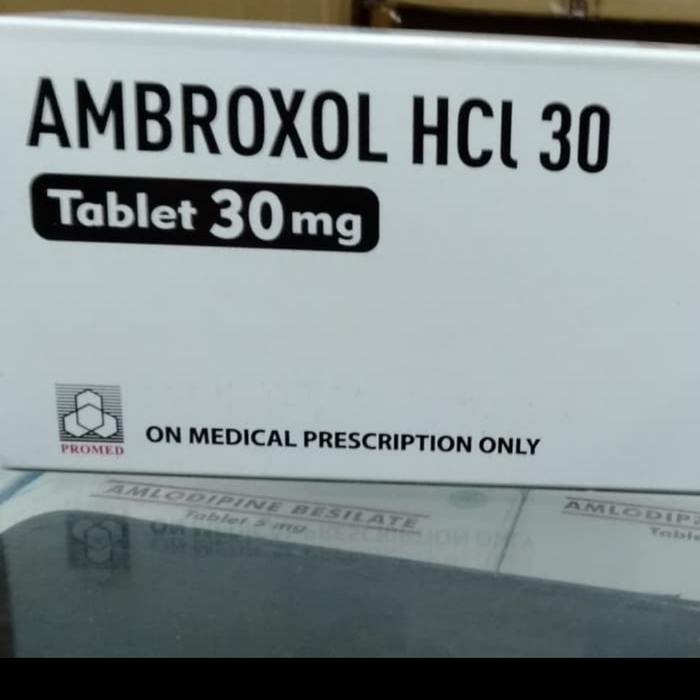 AMBROXOL HCl 30
Tablet 30mg
PROMED
ON MEDICAL PRESCRIPTION ONLY
AMLODIPINE BESILATE
Tablet 5 mg